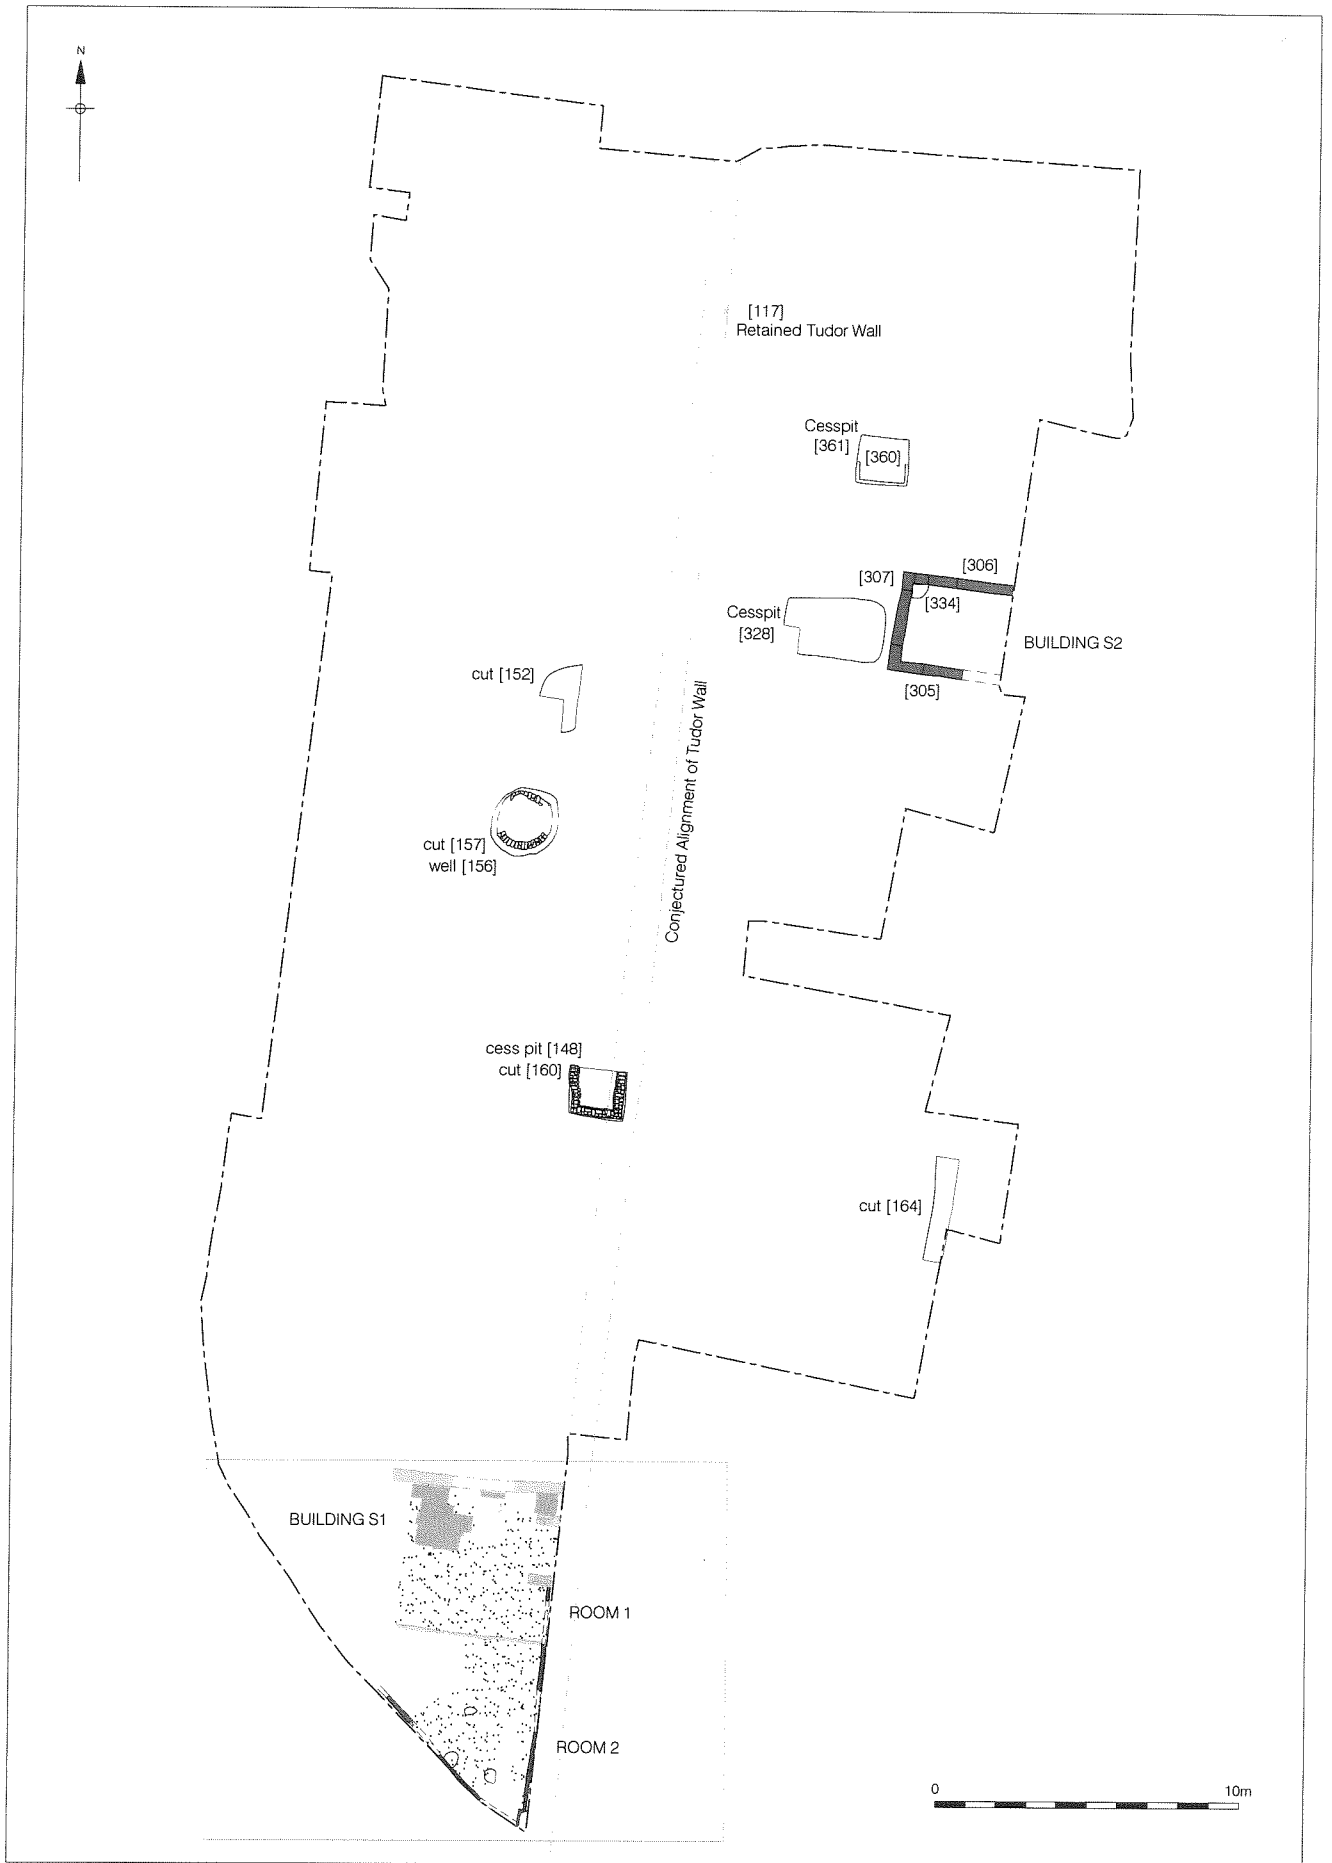 N
[117]
Retained Tudor Wall
Cesspit
[361]
[360]
[306]
[307]
[334]
Cesspit
[328]
BUILDING S2
[305]
cut [152]
Conjectured Alignment of Tudor Wall
cut [157]
well [156]
cess pit [148]
cut [160]
cut [164]
BUILDING S1
ROOM 1
ROOM 2
0 10m